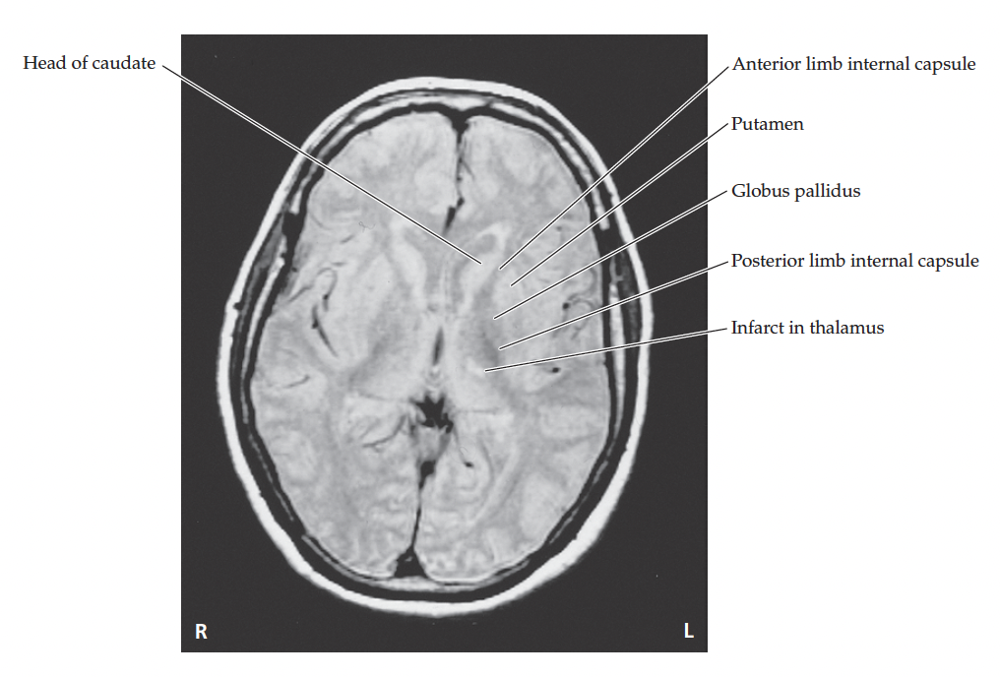 Head of caudate
Anterior limb internal capsule
Putamen
Globus pallidus
Posterior limb internal capsule
Infarct in thalamus
R
L